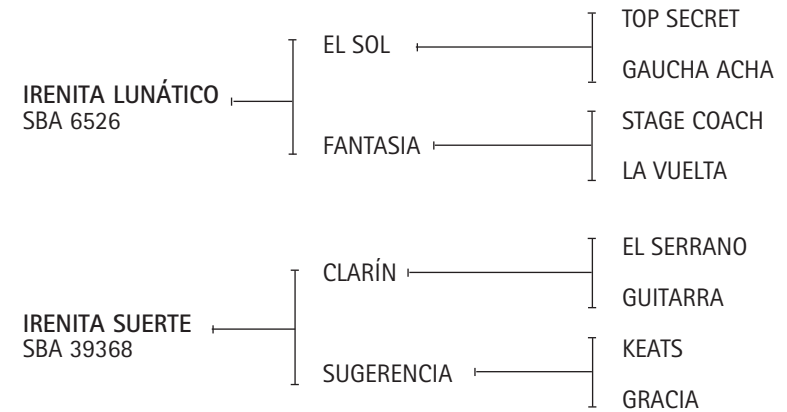 TOP SECRET
EL SOL
GAUCHA ACHA
IRENITA LUNÁTICO
SBA 6526
STAGE COACH
FANTASIA
LA VUELTA
EL SERRANO
CLARÍN
GUITARRA
IRENITA SUERTE
SBA 39368
KEATS
SUGERENCIA
GRACIA